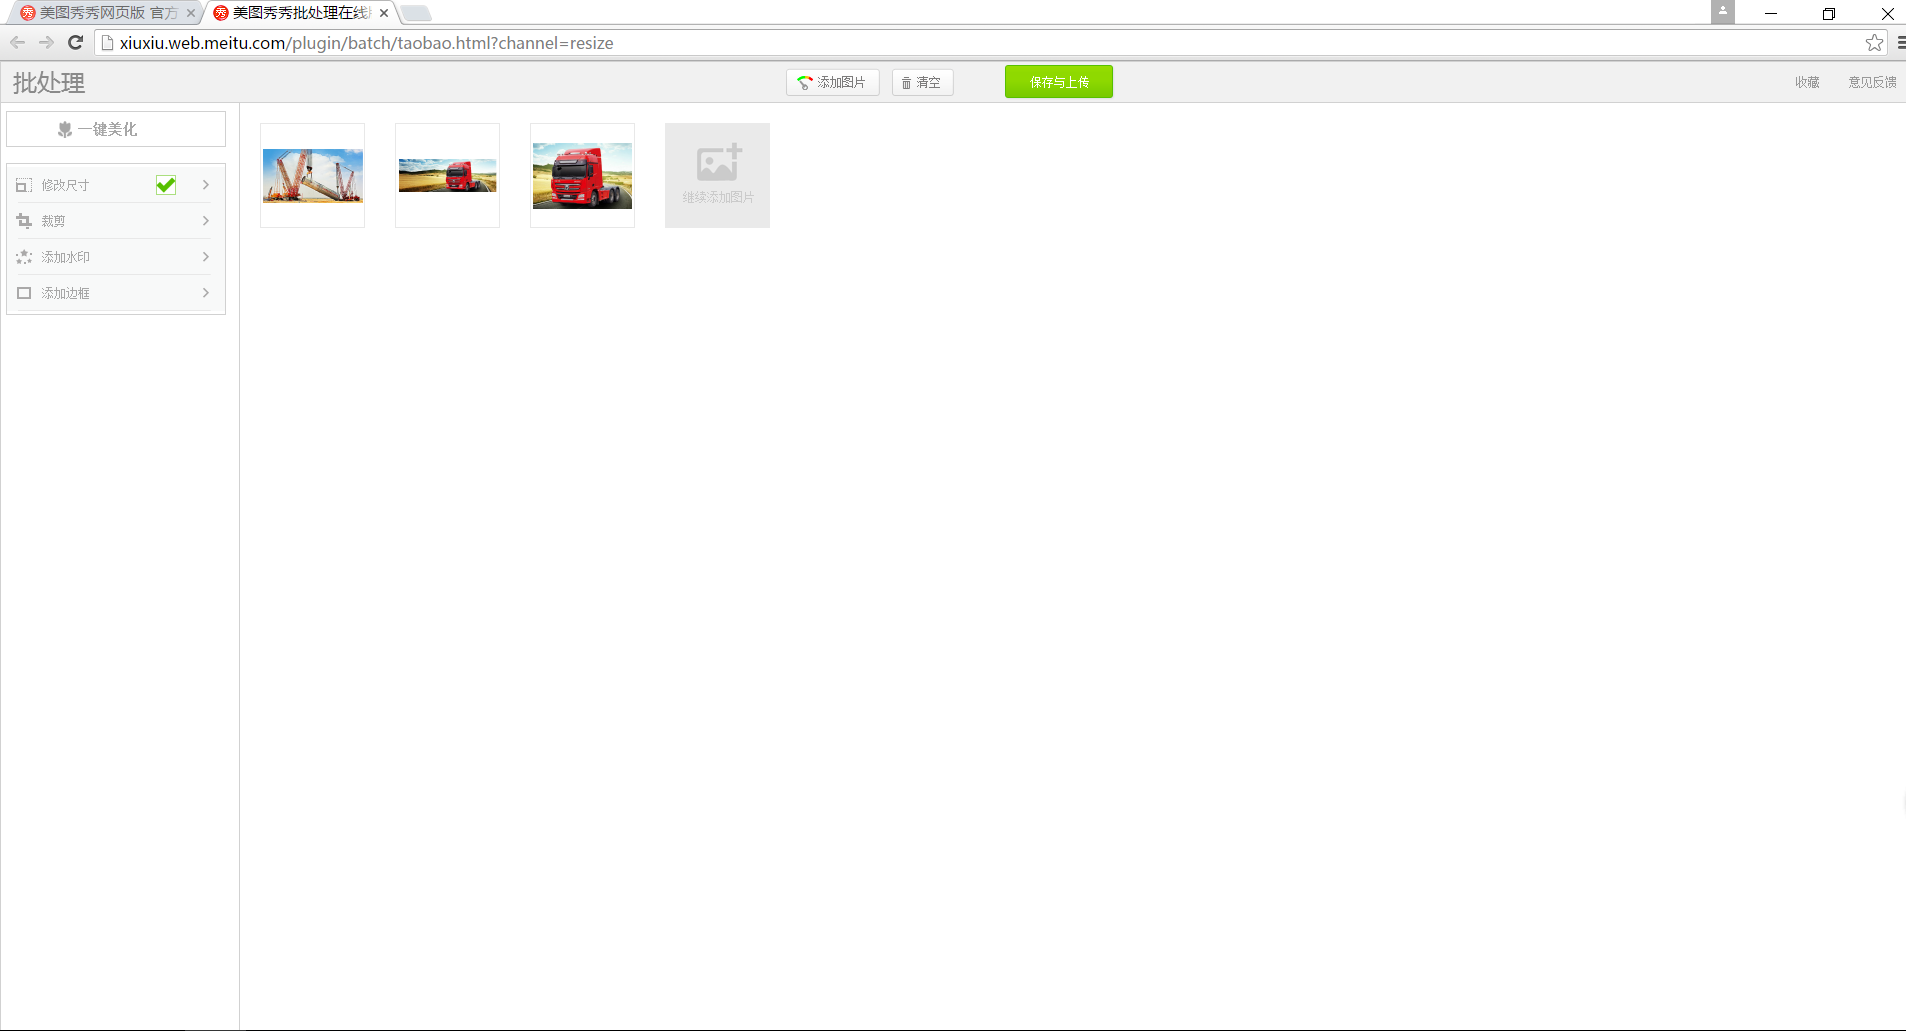 美图秀秀网页版 官方
美图秀秀批处理在线
xiuxiu.web.meitu.com/plugin/batch/taobao.html?channel=resize
批处理
添加图片
清空
保存与上传
收藏
意见反馈
一键美化
修改尺寸
裁剪
添加水印
添加边框
继续添加图片